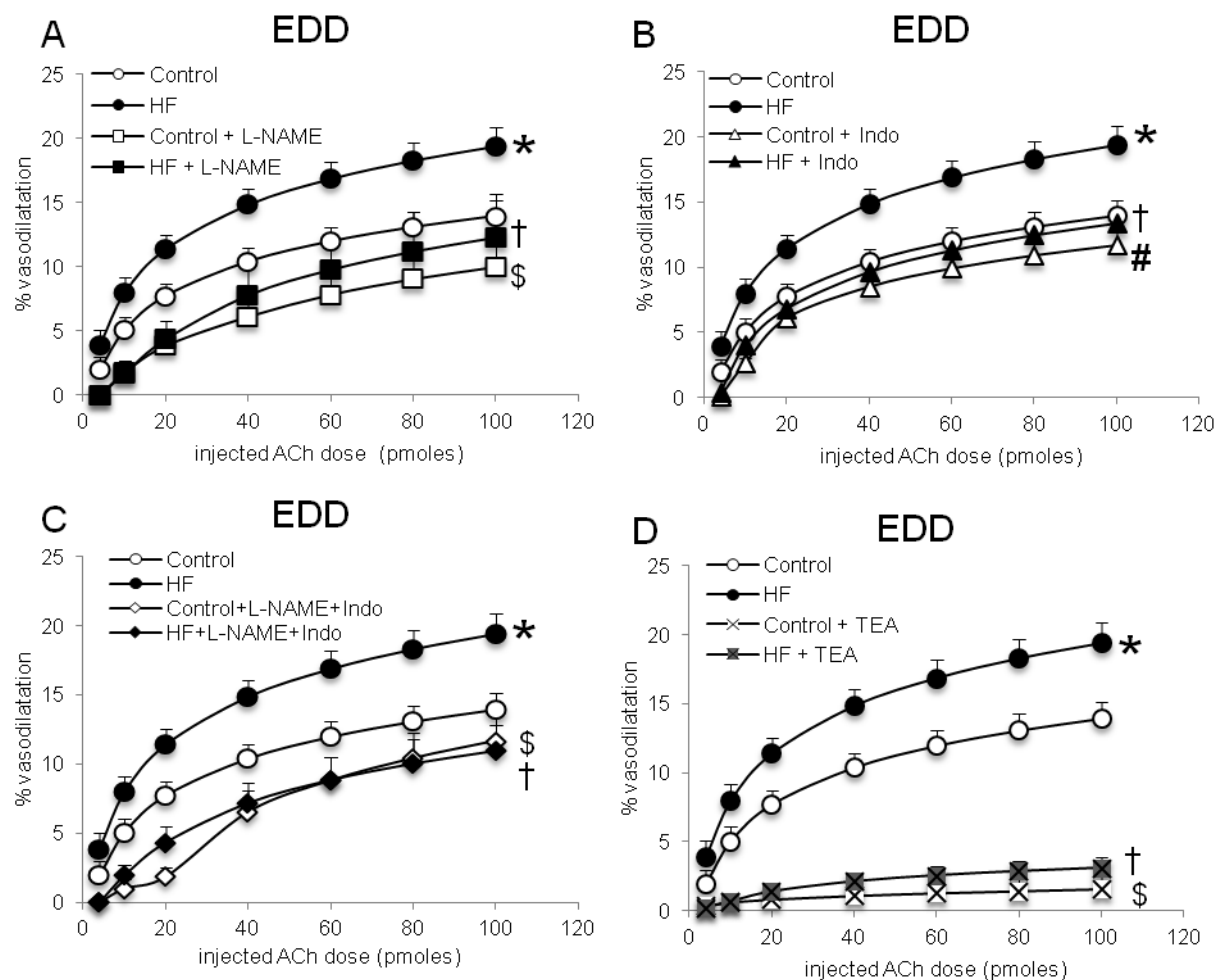 A EDD
Control
HF
Control + L-NAME
HF + L-NAME
% vasodilatation
25
20
15
10
5
0
0 20 40 60 80 100 120
injected ACh dose (pmoles)
*
†
$
B EDD
Control
HF
Control + Indo
HF + Indo
% vasodilatation
25
20
15
10
5
0
0 20 40 60 80 100 120
injected ACh dose (pmoles)
*
†
#
C EDD
Control
HF
Control+L-NAME+Indo
HF+L-NAME+Indo
% vasodilatation
25
20
15
10
5
0
0 20 40 60 80 100 120
injected ACh dose (pmoles)
*
$
†
D EDD
Control
HF
Control + TEA
HF + TEA
% vasodilatation
25
20
15
10
5
0
0 20 40 60 80 100 120
injected ACh dose (pmoles)
*
†
$